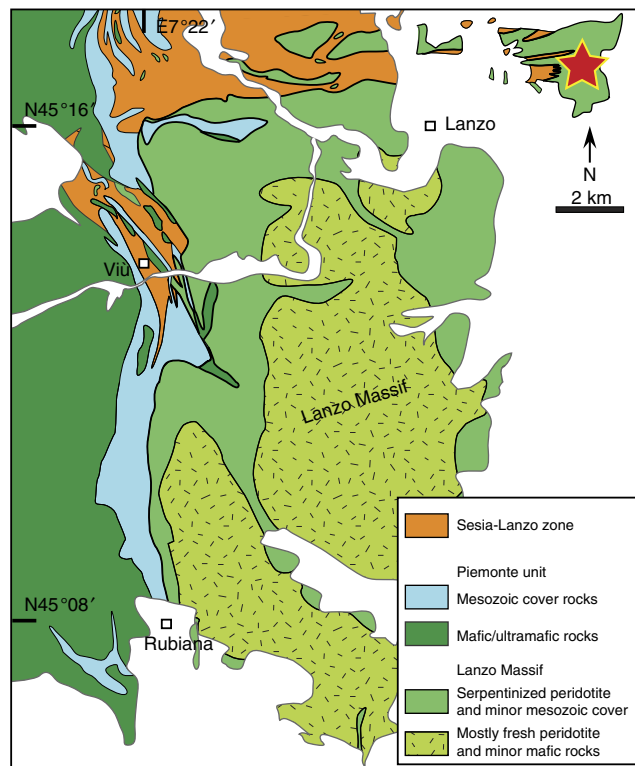 E7°22′
N45°16′
Lanzo
N
2 km
Viù
Lanzo Massif
Sesia-Lanzo zone
Piemonte unit
Mesozoic cover rocks
N45°08′
Mafic/ultramafic rocks
Rubiana
Lanzo Massif
Serpentinized peridotite
and minor mesozoic cover
Mostly fresh peridotite
and minor mafic rocks